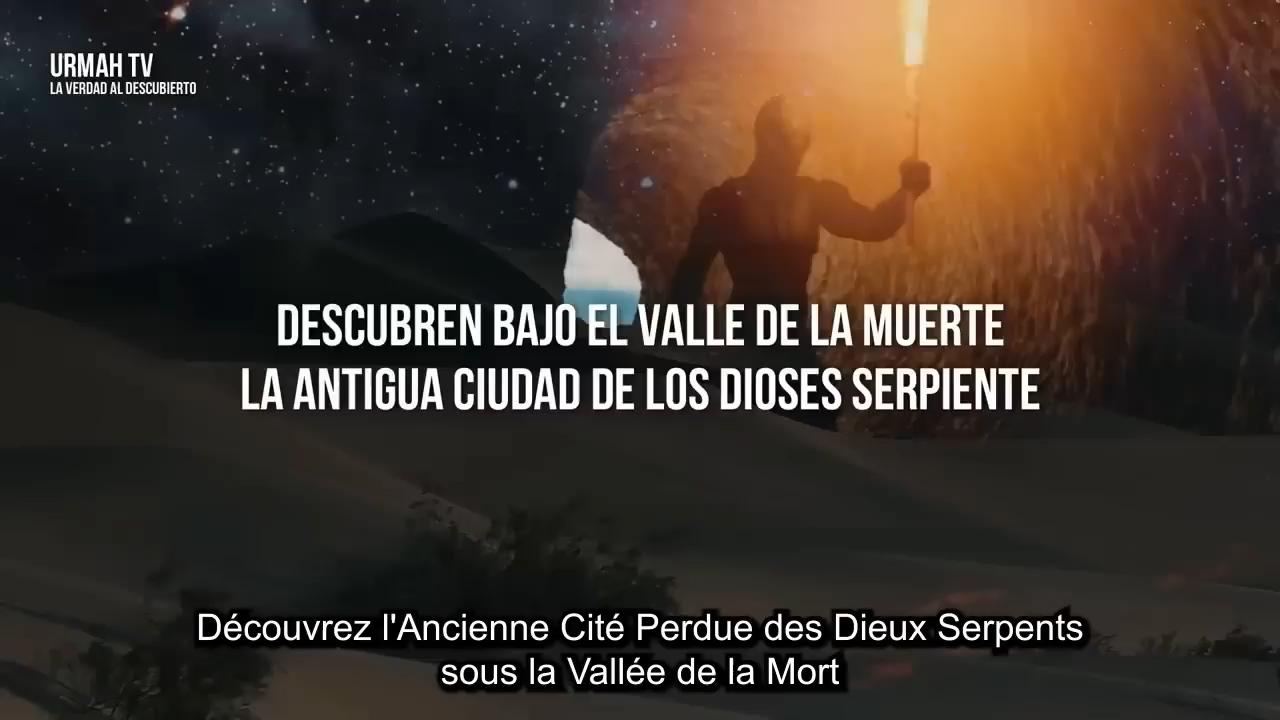 URMAH TV
LA VERDAD AL DESCUBIERTO
DESCUBREN BAJO EL VALLE DE LA MUERTE
LA ANTIGUA CIUDAD DE LOS DIOSES SERPIENTE
Découvrez l'Ancienne Cité Perdue des Dieux Serpents
sous la Vallée de la Mort